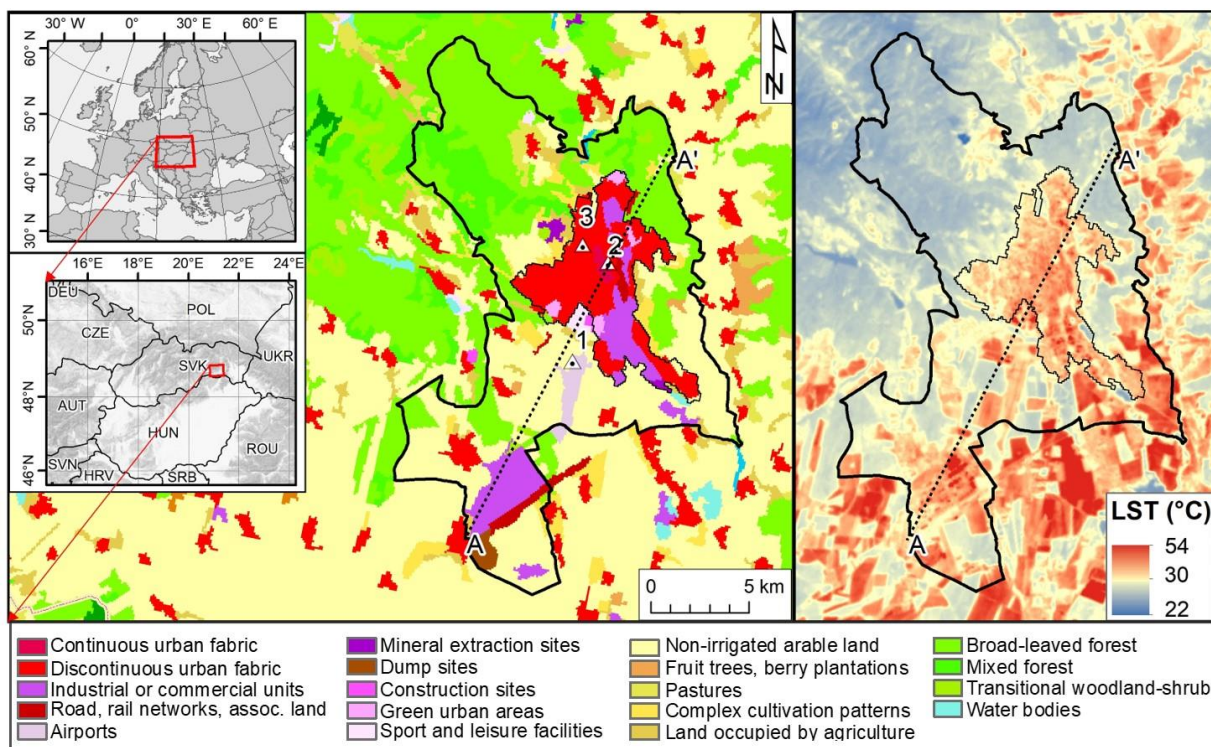 30° W 0° 30° E 60° E
60° N
50° N
40° N
30° N
16°E 18°E 20°E 22°E 24°E
50°N
48°N
46°N
DEU
POL
CZE
UKR
SVK
AUT
HUN
ROU
SVN
HRV
SRB
N
A'
3
2
1
A
0 5 km
A'
A
LST (°C)
54
30
22
Continuous urban fabric
Discontinuous urban fabric
Industrial or commercial units
Road, rail networks, assoc. land
Airports
Mineral extraction sites
Dump sites
Construction sites
Green urban areas
Sport and leisure facilities
Non-irrigated arable land
Fruit trees, berry plantations
Pastures
Complex cultivation patterns
Land occupied by agriculture
Broad-leaved forest
Mixed forest
Transitional woodland-shrub
Water bodies